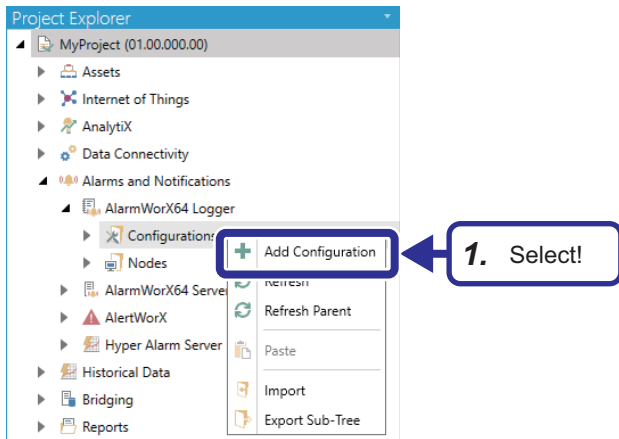 Project Explorer
MyProject (01.00.000.00)
Assets
Internet of Things
AnalytiX
Data Connectivity
Alarms and Notifications
AlarmWorX64 Logger
Configurations
Add Configuration
1. Select!
Nodes
Refresh
AlarmWorX64 Server
Refresh Parent
AlertWorX
Hyper Alarm Server
Paste
Historical Data
Import
Bridging
Export Sub-Tree
Reports